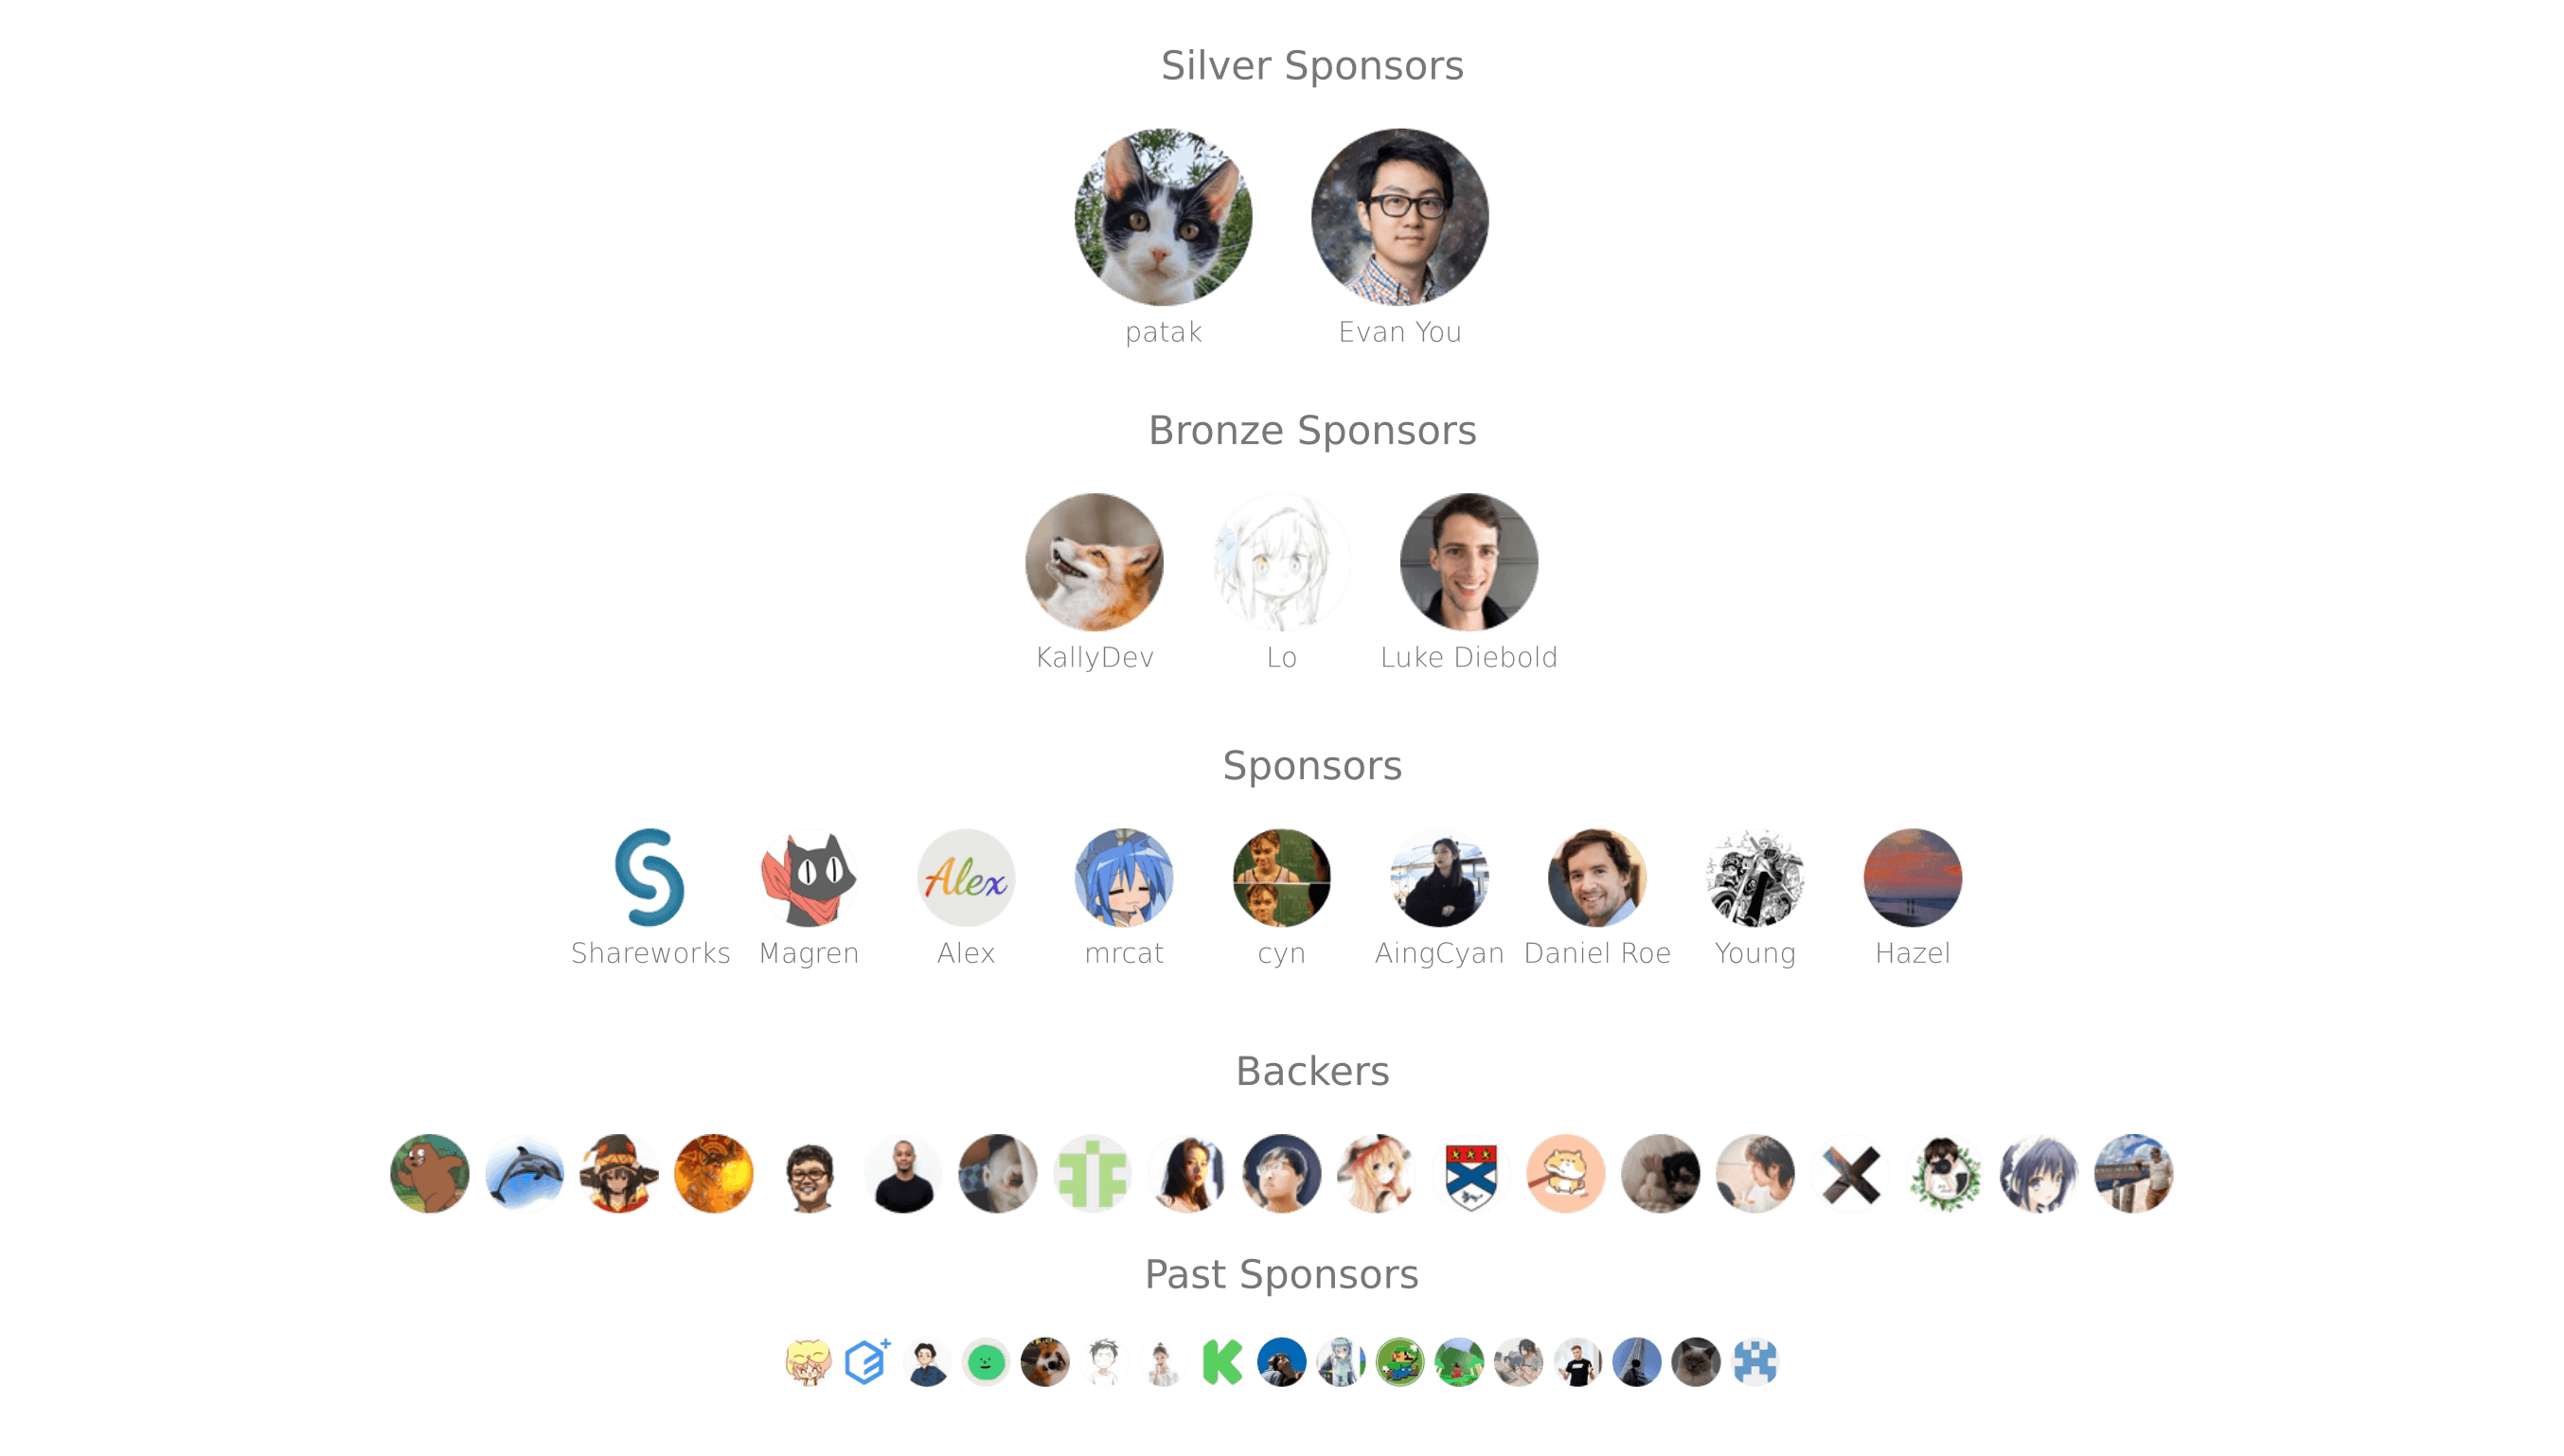 Silver Sponsors
patak Evan You
Bronze Sponsors
KallyDev Lo Luke Diebold
Sponsors
Alex
Shareworks Magren Alex mrcat cyn AingCyan Daniel Roe Young Hazel
Backers
Past Sponsors